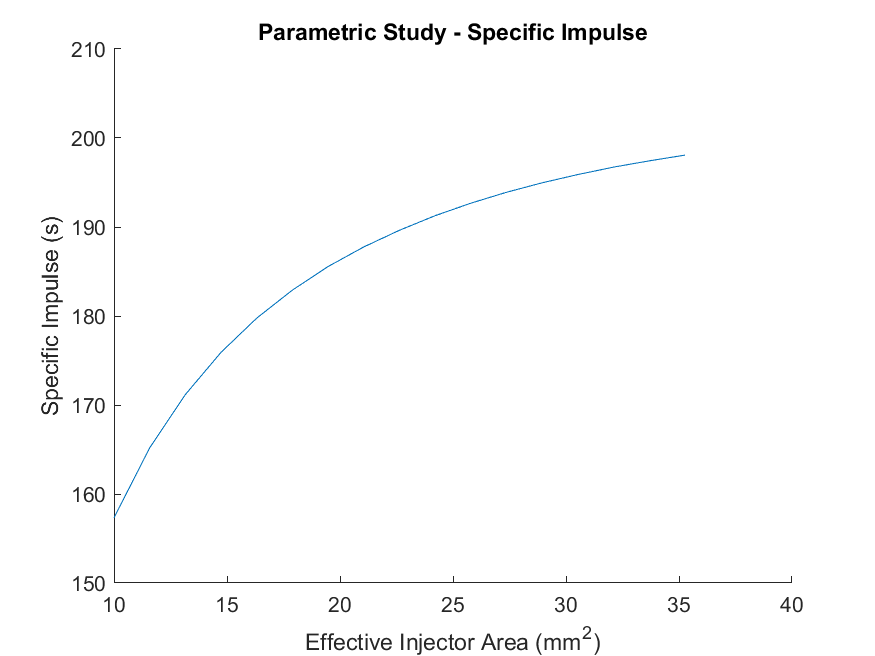 Parametric Study - Specific Impulse
210
200
190
180
170
160
150
Specific Impulse (s)
10 15 20 25 30 35 40
Effective Injector Area (mm²)